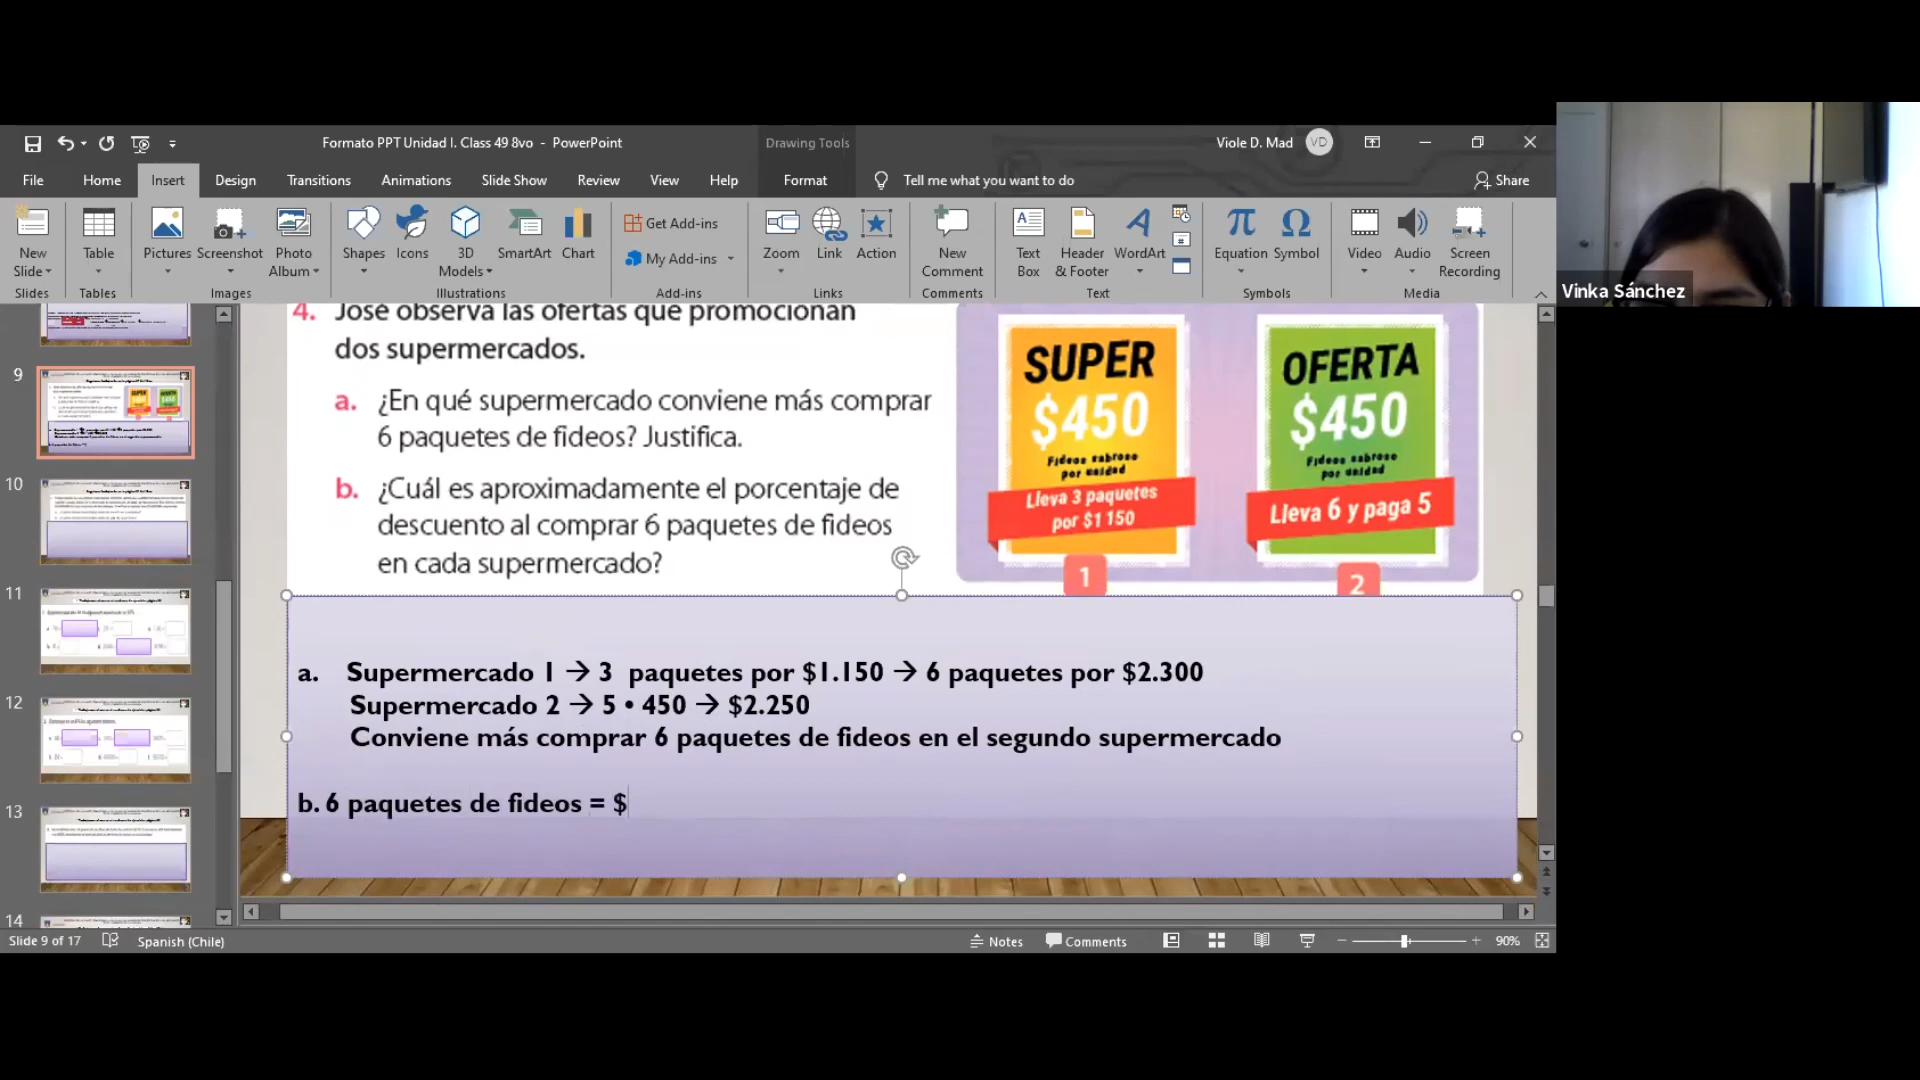 Formato PPT Unidad I. Class 49 8vo - PowerPoint
Drawing Tools
Viole D. Mad
VD
File
Home
Insert
Design
Transitions
Animations
Slide Show
Review
View
Help
Format
Tell me what you want to do
Share
New
Slide
Table
Pictures
Screenshot
Photo
Album
Shapes
Icons
3D
Models
SmartArt
Chart
Get Add-ins
My Add-ins
Zoom
Link
Action
New
Comment
Text
Box
Header
& Footer
WordArt
Equation
Symbol
Video
Audio
Screen
Recording
Slides
Tables
Images
Illustrations
Add-ins
Links
Comments
Text
Symbols
Media
Vinka Sánchez
9
10
11
12
13
14
4. José observa las ofertas que promocionan
dos supermercados.
a. ¿En qué supermercado conviene más comprar
6 paquetes de fideos? Justifica.
b. ¿Cuál es aproximadamente el porcentaje de
descuento al comprar 6 paquetes de fideos
en cada supermercado?
SUPER
$450
Fideos sabroso
por unidad
Lleva 3 paquetes
por $1 150
1
OFERTA
$450
Fideos sabroso
por unidad
Lleva 6 y paga 5
2
a. Supermercado 1 → 3 paquetes por $1.150 → 6 paquetes por $2.300
Supermercado 2 → 5 • 450 → $2.250
Conviene más comprar 6 paquetes de fideos en el segundo supermercado
b. 6 paquetes de fideos = $
Slide 9 of 17
Spanish (Chile)
Notes
Comments
90%